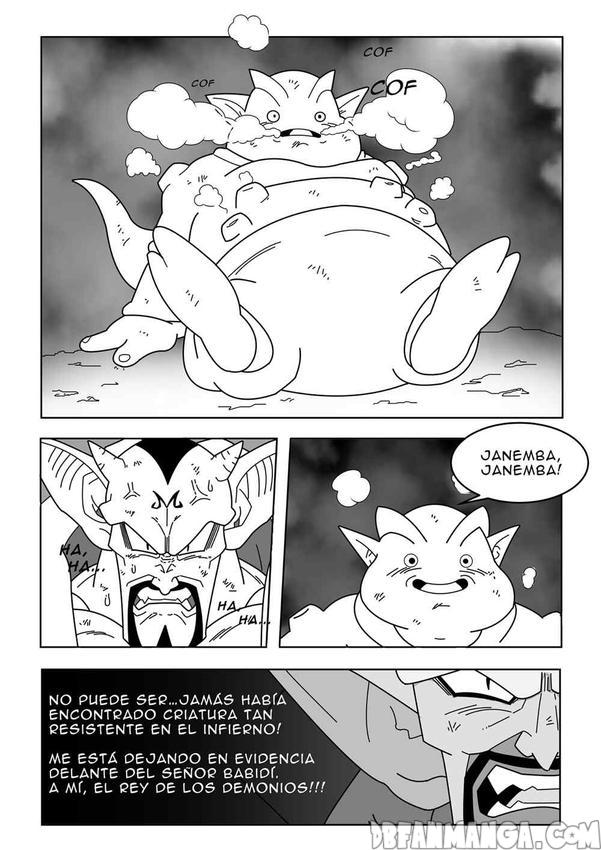 COF
COF
COF
HA,
HA...
HA,
HA...
JANEMBA,
JANEMBA!
NO PUEDE SER...JAMÁS HABÍA
ENCONTRADO CRIATURA TAN
RESISTENTE EN EL INFIERNO!
ME ESTÁ DEJANDO EN EVIDENCIA
DELANTE DEL SEÑOR BABIDÍ.
A MÍ, EL REY DE LOS DEMONIOS!!!
DBFANMANGA.COM